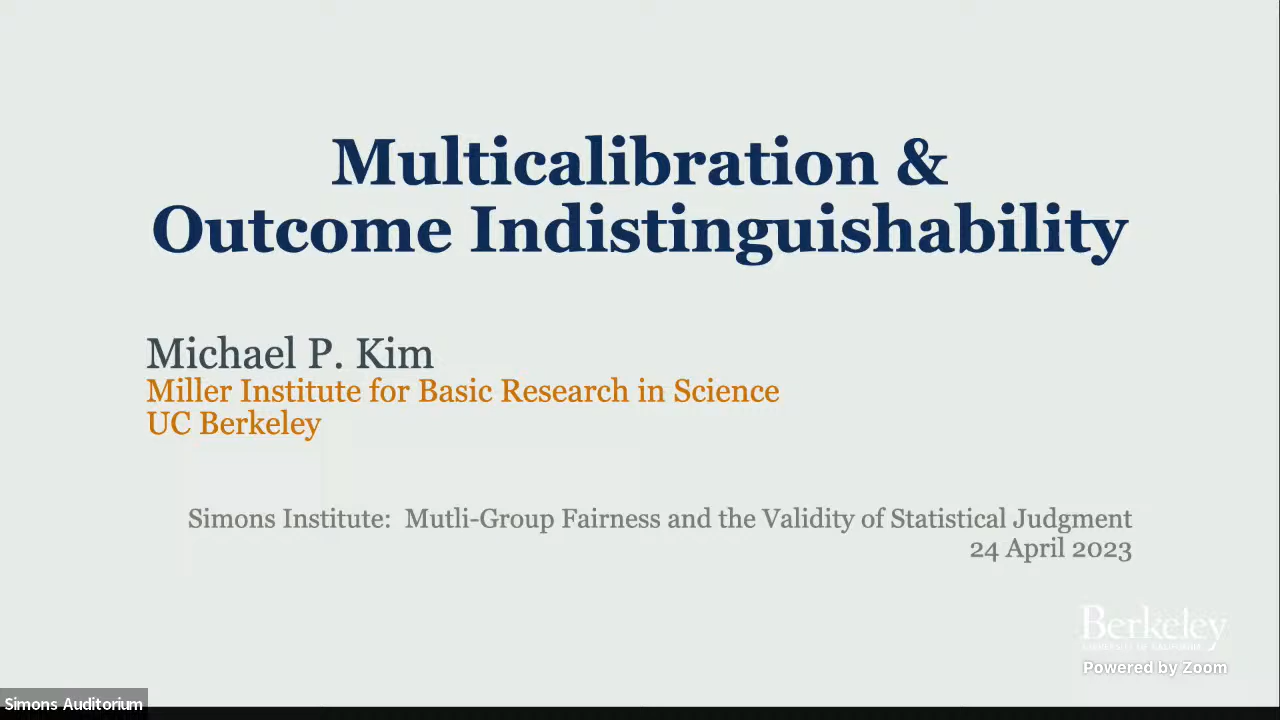 Multicalibration &
Outcome Indistinguishability
Michael P. Kim
Miller Institute for Basic Research in Science
UC Berkeley
Simons Institute:  Mutli-Group Fairness and the Validity of Statistical Judgment
24 April 2023
Berkeley
Powered by Zoom
Simons Auditorium